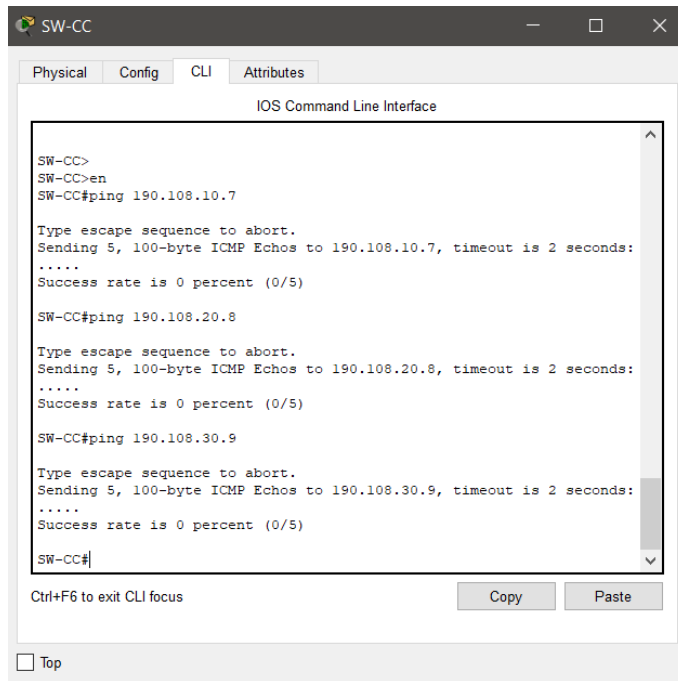 SW-CC
Physical Config CLI Attributes
IOS Command Line Interface
SW-CC>
SW-CC>en
SW-CC#ping 190.108.10.7
Type escape sequence to abort.
Sending 5, 100-byte ICMP Echos to 190.108.10.7, timeout is 2 seconds:
.....
Success rate is 0 percent (0/5)
SW-CC#ping 190.108.20.8
Type escape sequence to abort.
Sending 5, 100-byte ICMP Echos to 190.108.20.8, timeout is 2 seconds:
.....
Success rate is 0 percent (0/5)
SW-CC#ping 190.108.30.9
Type escape sequence to abort.
Sending 5, 100-byte ICMP Echos to 190.108.30.9, timeout is 2 seconds:
.....
Success rate is 0 percent (0/5)
SW-CC#
Ctrl+F6 to exit CLI focus Copy Paste
Top